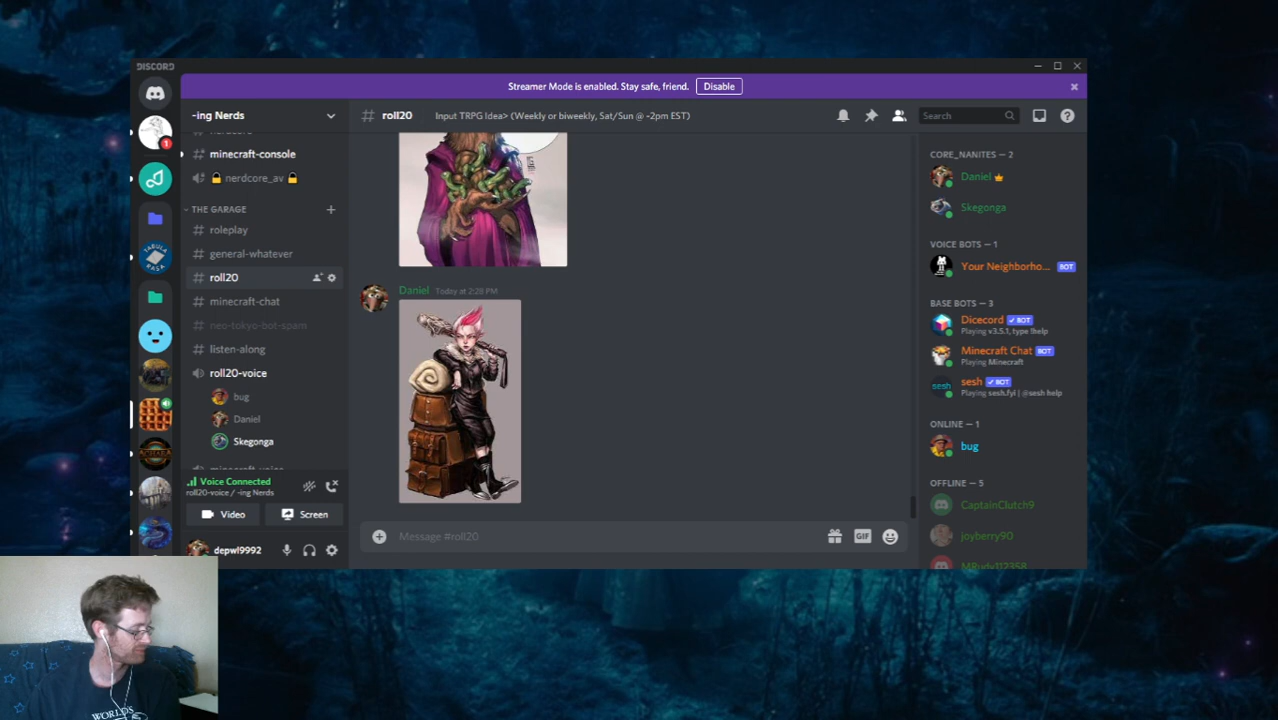 DISCORD
Streamer Mode is enabled. Stay safe, friend.
Disable
-ing Nerds
minecraft-console
nerdcore_av
THE GARAGE
roleplay
general-whatever
roll20
minecraft-chat
neo-tokyo-bot-spam
listen-along
roll20-voice
bug
Daniel
Skegonga
Voice Connected
roll20-voice / -ing Nerds
Video
Screen
depwl9992
TABULA RASA
1
# roll20
Input TRPG Idea> (Weekly or biweekly, Sat/Sun @ ~2pm EST)
Search
Daniel Today at 2:28 PM
Message #roll20
GIF
CORE_NANITES — 2
Daniel
Skegonga
VOICE BOTS — 1
Your Neighborho... BOT
BASE BOTS — 3
Dicecord ✓ BOT
Playing v3.5.1, type !help
Minecraft Chat BOT
Playing Minecraft
sesh
sesh ✓ BOT
Playing sesh.fyi | @sesh help
ONLINE — 1
bug
OFFLINE — 5
CaptainClutch9
joyberry90
WORLDS